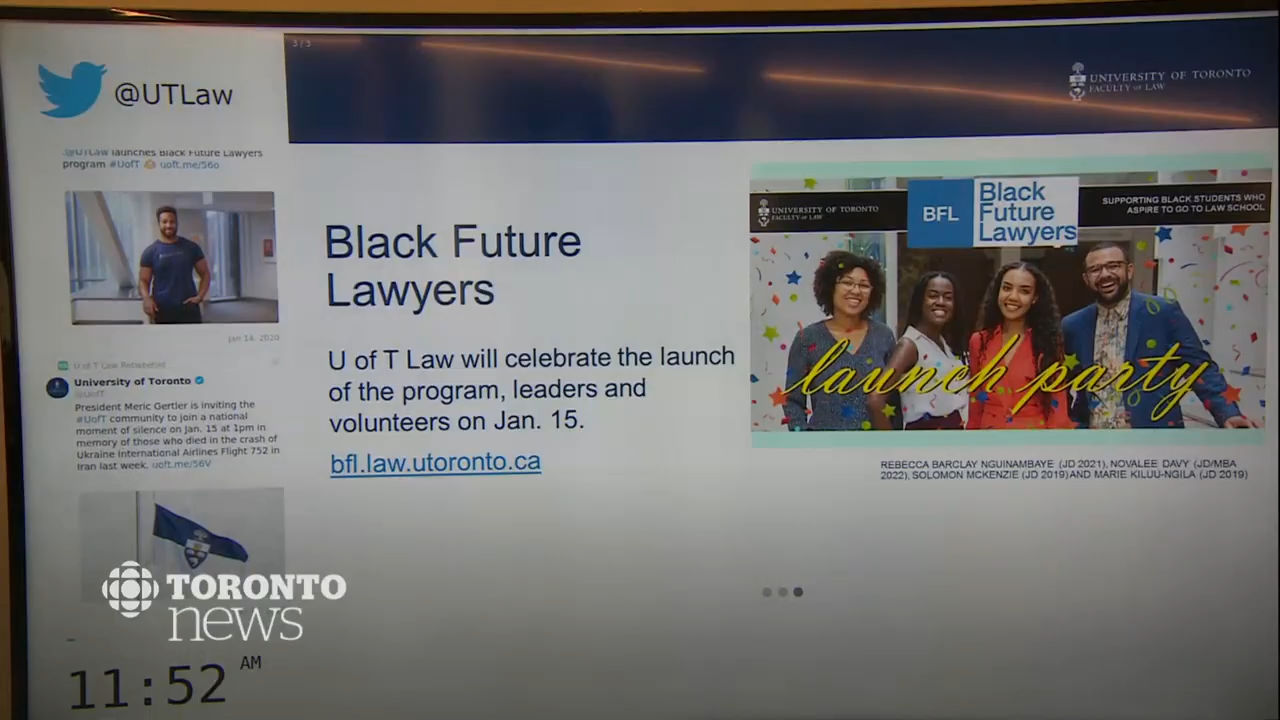 @UTLaw
.@UTLaw launches Black Future Lawyers
program #UofT uoft.me/56o
Jan 14, 2020
U of T Law Retweeted
University of Toronto
@UofT
President Meric Gertler is inviting the
#UofT community to join a national
moment of silence on Jan. 15 at 1pm in
memory of those who died in the crash of
Ukraine International Airlines Flight 752 in
Iran last week. uoft.me/56V
TORONTO
news
11:52 AM
3/3
UNIVERSITY OF TORONTO
FACULTY OF LAW
Black Future
Lawyers
U of T Law will celebrate the launch
of the program, leaders and
volunteers on Jan. 15.
bfl.law.utoronto.ca
UNIVERSITY OF TORONTO
FACULTY OF LAW
BFL
Black
Future
Lawyers
SUPPORTING BLACK STUDENTS WHO
ASPIRE TO GO TO LAW SCHOOL
launch party
REBECCA BARCLAY NGUINAMBAYE (JD 2021), NOVALEE DAVY (JD/MBA
2022), SOLOMON MCKENZIE (JD 2019) AND MARIE KILUU-NGILA (JD 2019)